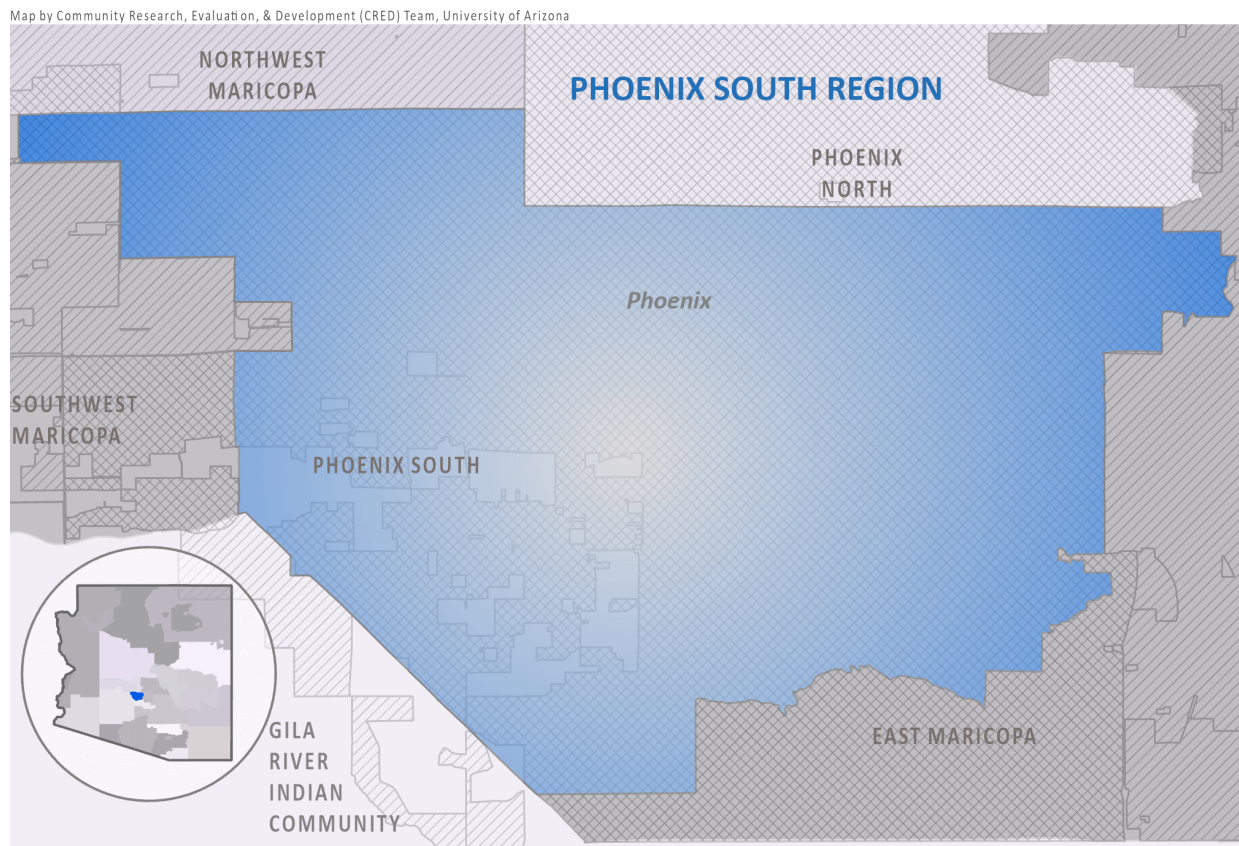 Map by Community Research, Evaluation, & Development (CRED) Team, University of Arizona
NORTHWEST
MARICOPA
PHOENIX SOUTH REGION
PHOENIX
NORTH
Phoenix
SOUTHWEST
MARICOPA
PHOENIX SOUTH
GILA
RIVER
INDIAN
COMMUNITY
EAST MARICOPA